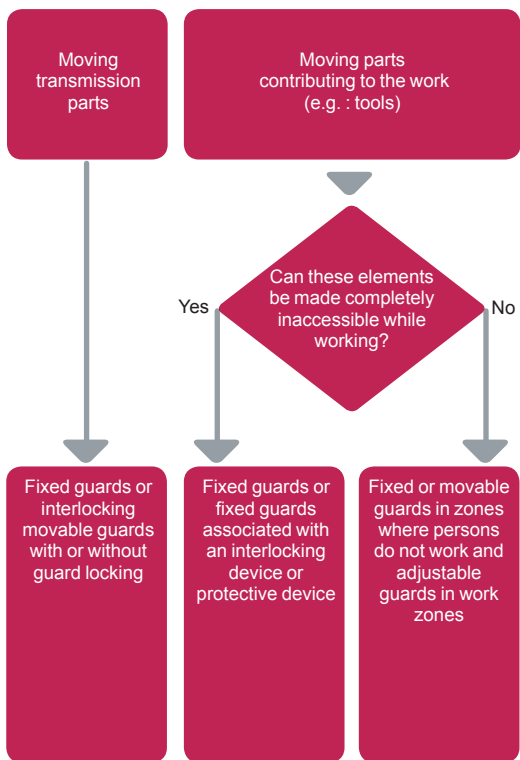 Moving
transmission
parts
Moving parts
contributing to the work
(e.g. : tools)
Can these elements
be made completely
inaccessible while
working?
Yes
No
Fixed guards or
interlocking
movable guards
with or without
guard locking
Fixed guards or
fixed guards
associated with
an interlocking
device or
protective device
Fixed or movable
guards in zones
where persons
do not work and
adjustable
guards in work
zones